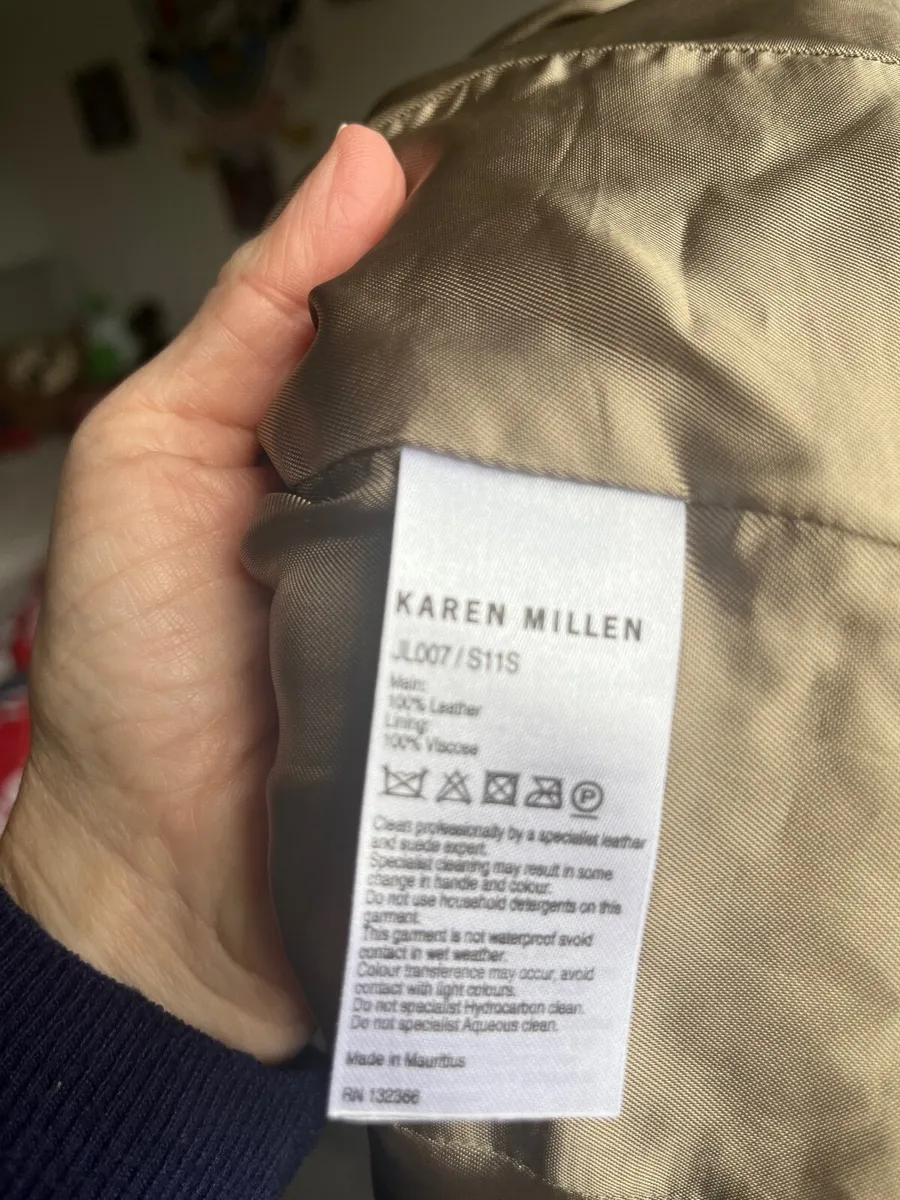 KAREN MILLEN
JL007 / S11S
Main:
100% Leather
Lining:
100% Viscose
P
Clean professionally by a specialist leather
and suede expert.
Specialist cleaning may result in some
change in handle and colour.
Do not use household detergents on this
garment.
This garment is not waterproof avoid
contact in wet weather.
Colour transference may occur, avoid
contact with light colours.
Do not specialist Hydrocarbon clean.
Do not specialist Aqueous clean.
Made in Mauritius
RN 132366